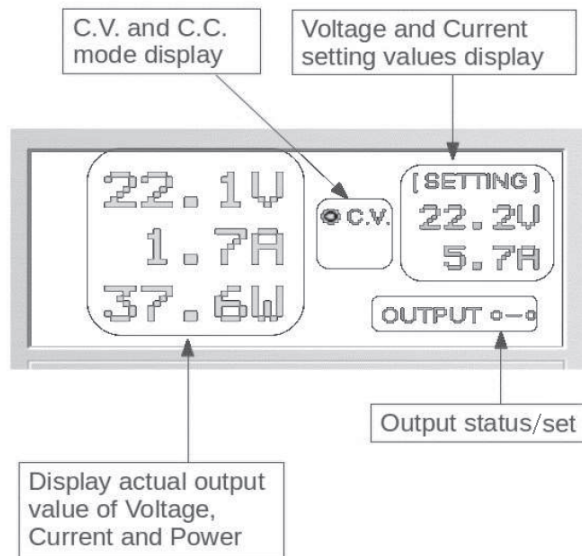 C.V. and C.C.
mode display
Voltage and Current
setting values display
22.1V
1.7A
37.6W
C.V.
[SETTING]
22.2V
5.7A
OUTPUT
Output status/set
Display actual output
value of Voltage,
Current and Power